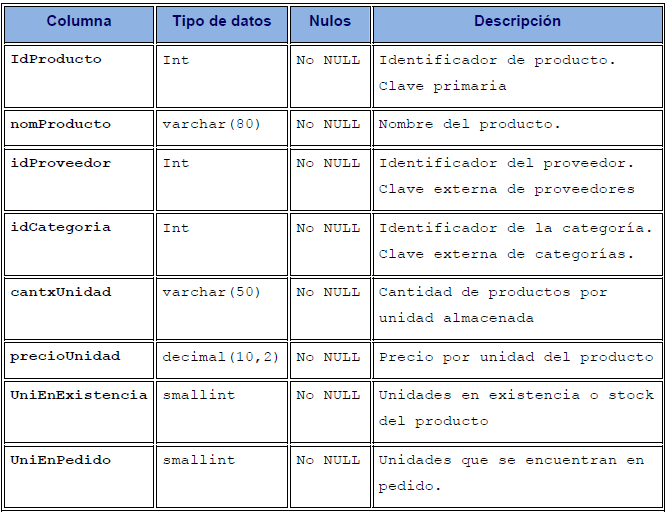 Columna Tipo de datos Nulos Descripción
IdProducto Int No NULL Identificador de producto.
Clave primaria
nomProducto varchar(80) No NULL Nombre del producto.
idProveedor Int No NULL Identificador del proveedor.
Clave externa de proveedores
idCategoria Int No NULL Identificador de la categoría.
Clave externa de categorías.
cantxUnidad varchar(50) No NULL Cantidad de productos por
unidad almacenada
precioUnidad decimal(10,2) No NULL Precio por unidad del producto
UniEnExistencia smallint No NULL Unidades en existencia o stock
del producto
UniEnPedido smallint No NULL Unidades que se encuentran en
pedido.